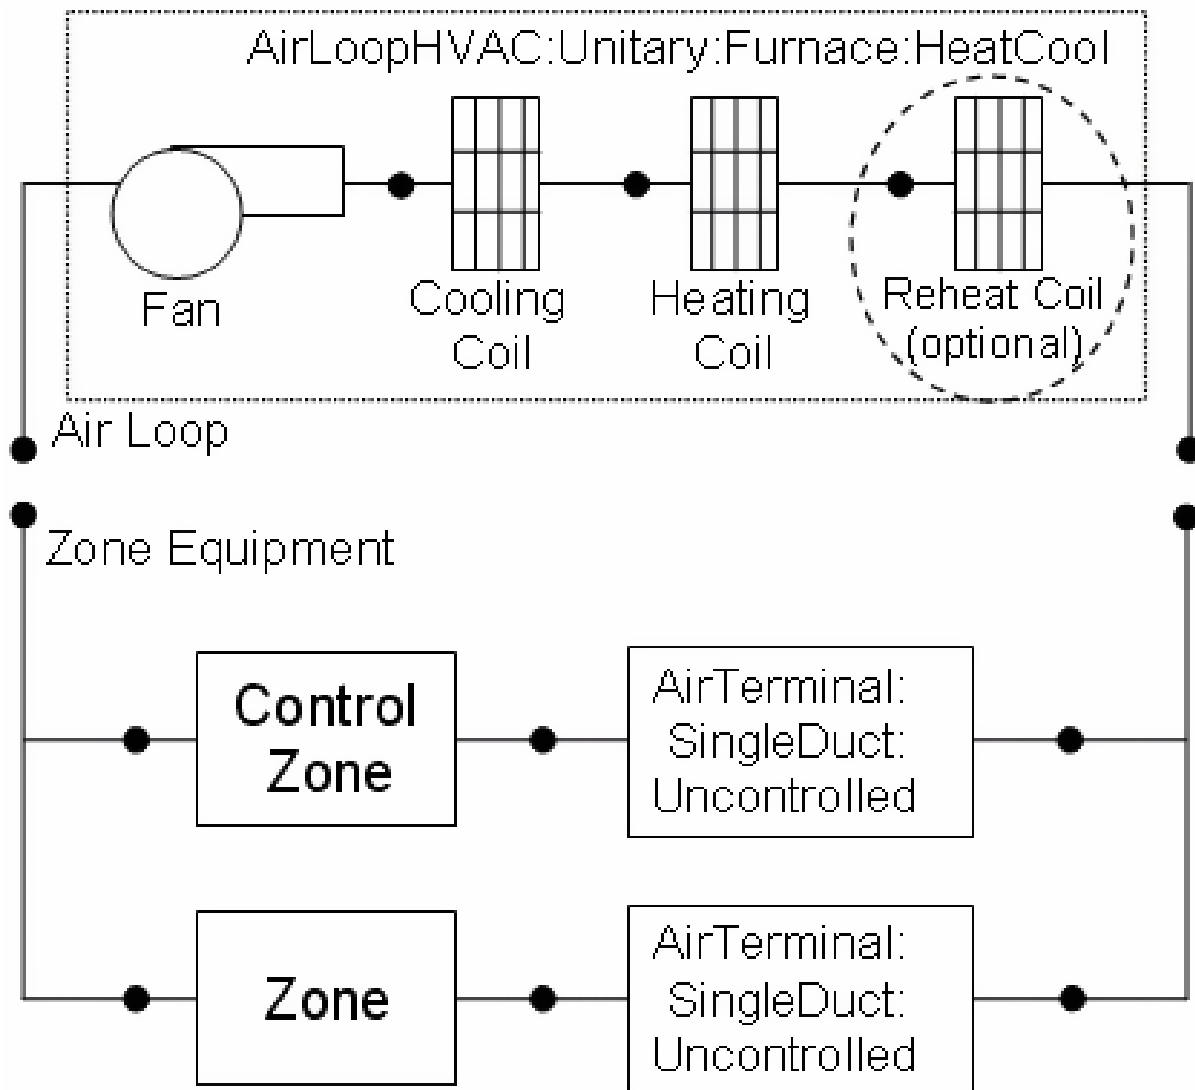 AirLoopHVAC:Unitary:Furnace:HeatCool
Fan
Cooling
Coil
Heating
Coil
Reheat Coil
(optional)
Air Loop
Zone Equipment
Control
Zone
AirTerminal:
SingleDuct:
Uncontrolled
Zone
AirTerminal:
SingleDuct:
Uncontrolled